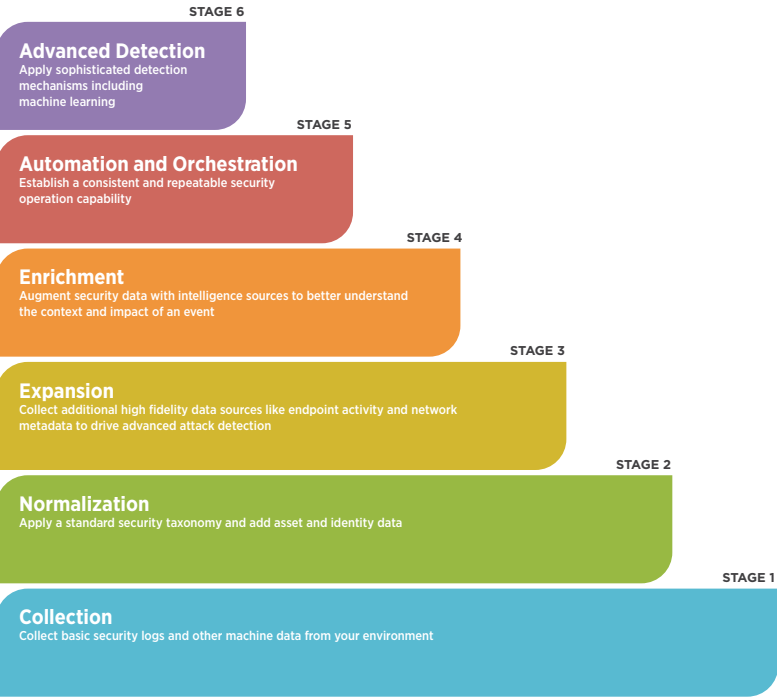 STAGE 6
Advanced Detection
Apply sophisticated detection
mechanisms including
machine learning
STAGE 5
Automation and Orchestration
Establish a consistent and repeatable security
operation capability
STAGE 4
Enrichment
Augment security data with intelligence sources to better understand
the context and impact of an event
STAGE 3
Expansion
Collect additional high fidelity data sources like endpoint activity and network
metadata to drive advanced attack detection
STAGE 2
Normalization
Apply a standard security taxonomy and add asset and identity data
STAGE 1
Collection
Collect basic security logs and other machine data from your environment